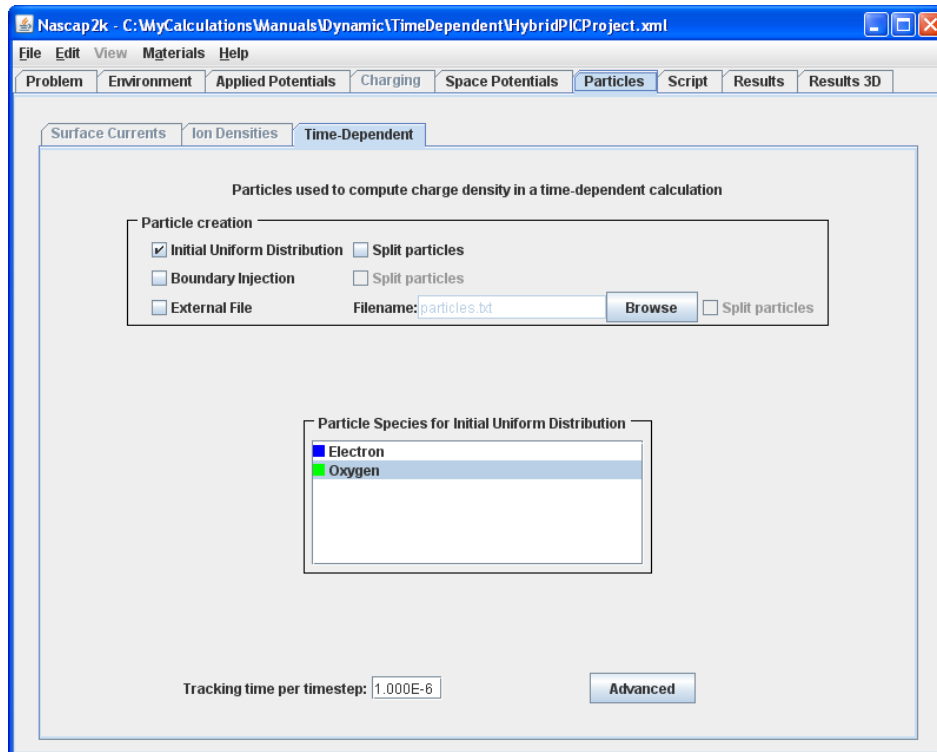 Nascap2k - C:\MyCalculations\Manuals\Dynamic\TimeDependent\HybridPICProject.xml
File Edit View Materials Help
Problem Environment Applied Potentials Charging Space Potentials Particles Script Results Results 3D
Surface Currents Ion Densities Time-Dependent
Particles used to compute charge density in a time-dependent calculation
Particle creation
Initial Uniform Distribution Split particles
Boundary Injection Split particles
External File Filename: particles.txt Browse Split particles
Particle Species for Initial Uniform Distribution
Electron
Oxygen
Tracking time per timestep: 1.000E-6 Advanced